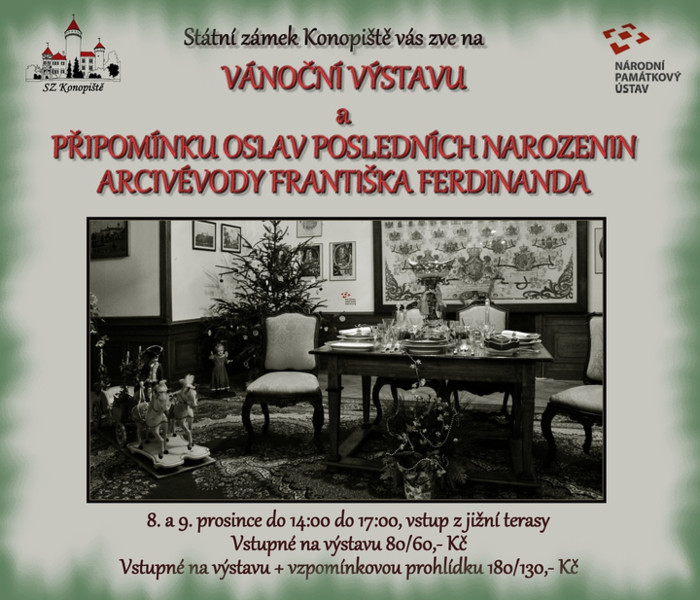 Státní zámek Konopiště vás zve na
SZ Konopiště
NÁRODNÍ
PAMÁTKOVÝ
ÚSTAV
VÁNOČNÍ VÝSTAVU
a
PŘIPOMÍNKU OSLAV POSLEDNÍCH NAROZENIN
ARCIVÉVODY FRANTIŠKA FERDINANDA
8. a 9. prosince do 14:00 do 17:00, vstup z jižní terasy
Vstupné na výstavu 80/60,- Kč
Vstupné na výstavu + vzpomínkovou prohlídku 180/130,- Kč